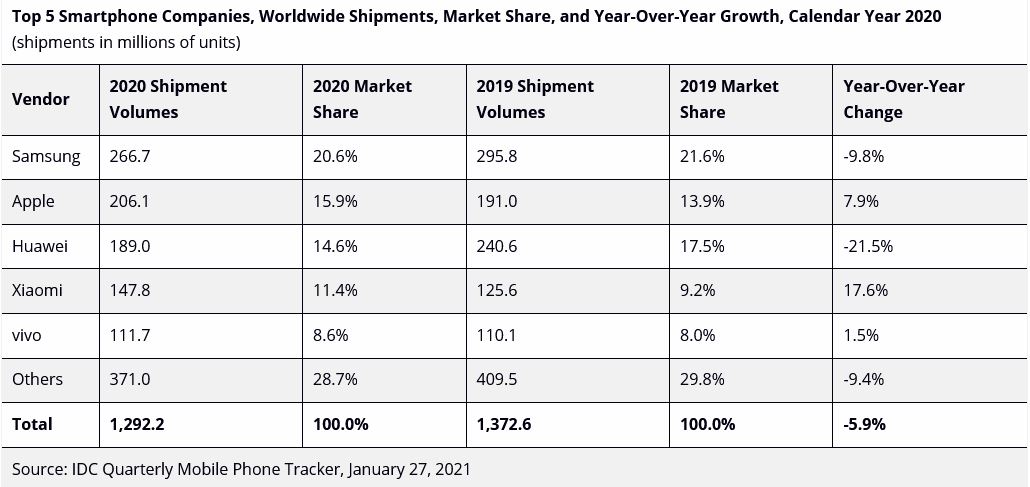 Top 5 Smartphone Companies, Worldwide Shipments, Market Share, and Year-Over-Year Growth, Calendar Year 2020
(shipments in millions of units)
Vendor 2020 Shipment Volumes 2020 Market Share 2019 Shipment Volumes 2019 Market Share Year-Over-Year Change
Samsung 266.7 20.6% 295.8 21.6% -9.8%
Apple 206.1 15.9% 191.0 13.9% 7.9%
Huawei 189.0 14.6% 240.6 17.5% -21.5%
Xiaomi 147.8 11.4% 125.6 9.2% 17.6%
vivo 111.7 8.6% 110.1 8.0% 1.5%
Others 371.0 28.7% 409.5 29.8% -9.4%
Total 1,292.2 100.0% 1,372.6 100.0% -5.9%
Source: IDC Quarterly Mobile Phone Tracker, January 27, 2021